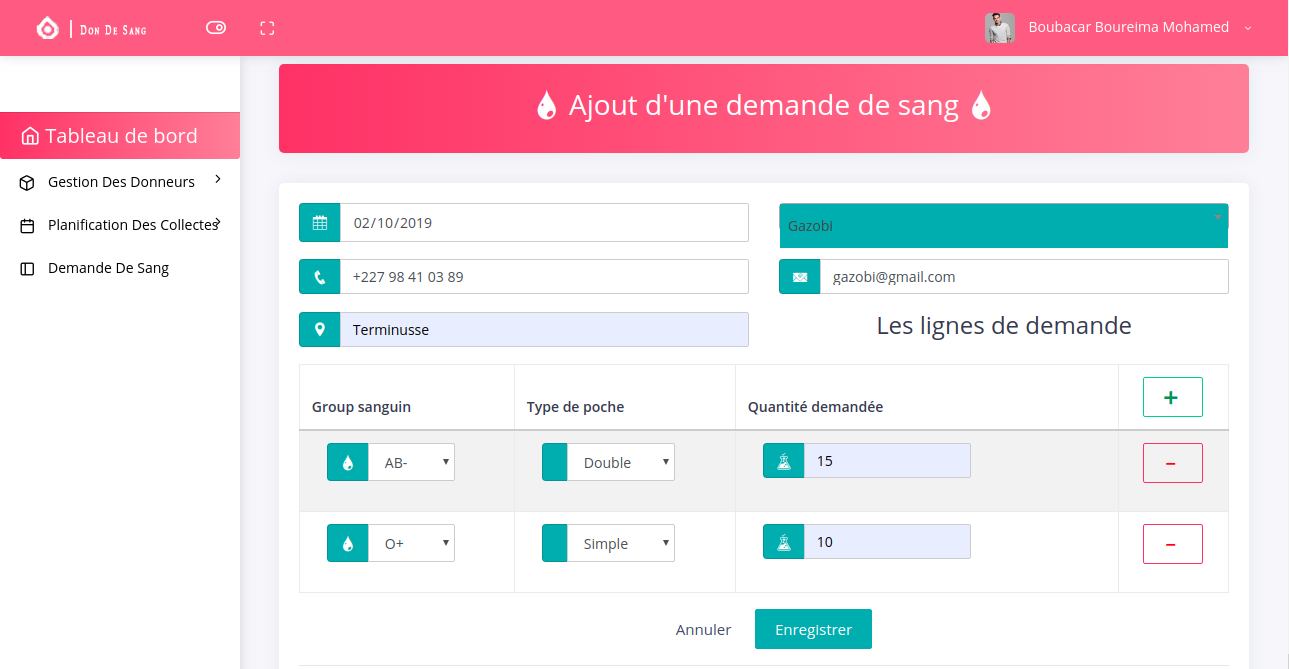 Don De Sang
Boubacar Boureima Mohamed
Ajout d'une demande de sang
Tableau de bord
Gestion Des Donneurs
Planification Des Collectes
Demande De Sang
02/10/2019
Gazobi
+227 98 41 03 89
gazobi@gmail.com
Terminusse
Les lignes de demande
Group sanguin Type de poche Quantité demandée +
AB- Double 15 −
O+ Simple 10 −
Annuler Enregistrer